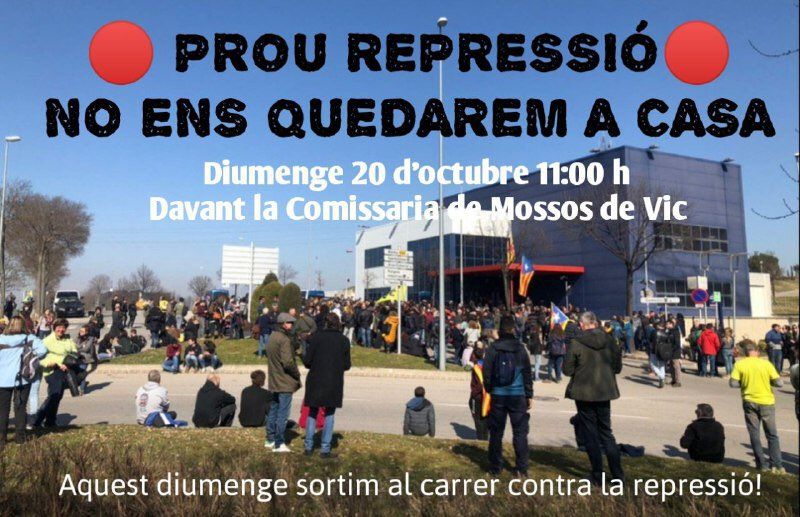 PROU REPRESSIÓ
NO ENS QUEDAREM A CASA
Diumenge 20 d'octubre 11:00 h
Davant la Comissaria de Mossos de Vic
Aquest diumenge sortim al carrer contra la repressió!